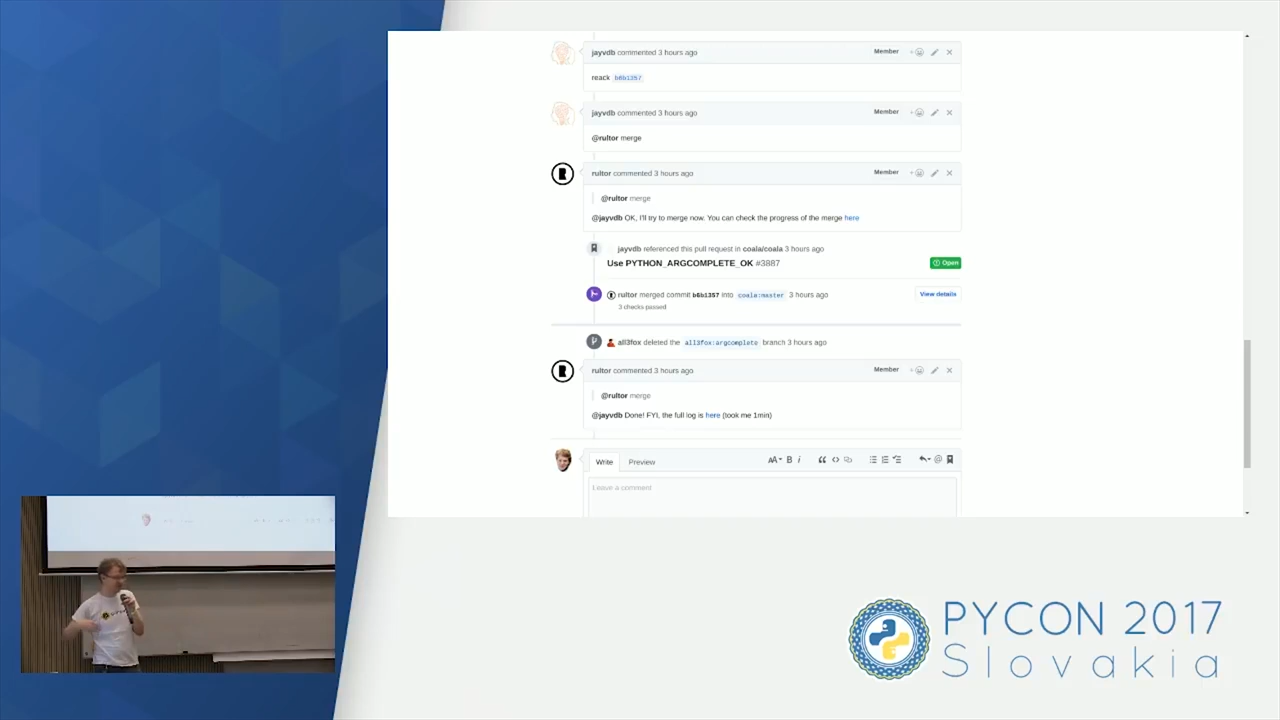 jayvdb commented 3 hours ago Member
reack b6b1357
jayvdb commented 3 hours ago Member
@rultor merge
rultor commented 3 hours ago Member
@rultor merge
@jayvdb OK, I'll try to merge now. You can check the progress of the merge here
jayvdb referenced this pull request in coala/coala 3 hours ago
Use PYTHON_ARGCOMPLETE_OK #3887 Open
rultor merged commit b6b1357 into coala:master 3 hours ago View details
3 checks passed
all3fox deleted the all3fox:argcomplete branch 3 hours ago
rultor commented 3 hours ago Member
@rultor merge
@jayvdb Done! FYI, the full log is here (took me 1min)
Write Preview AA B i
Leave a comment
PYCON 2017
Slovakia